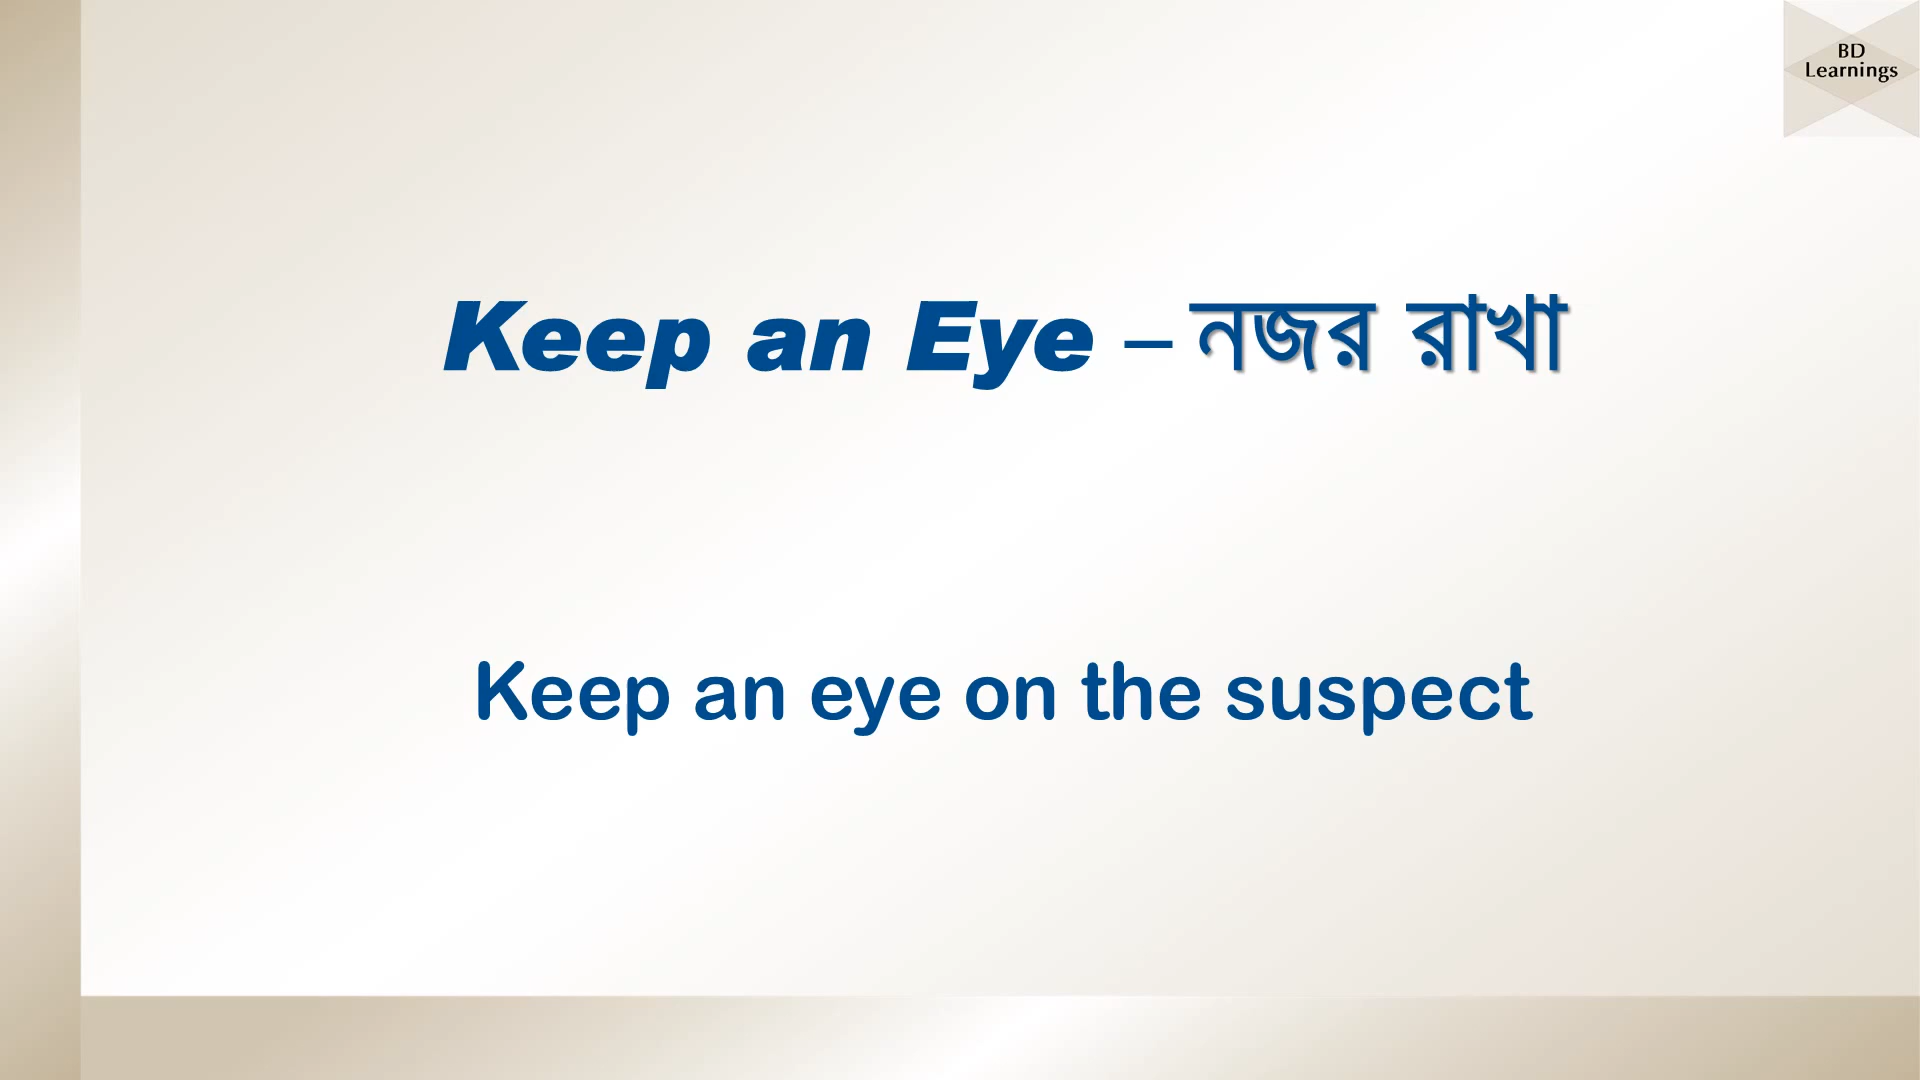 BD
Learnings
Keep an Eye – নজর রাখা
Keep an eye on the suspect